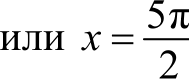 или x = 5π/2